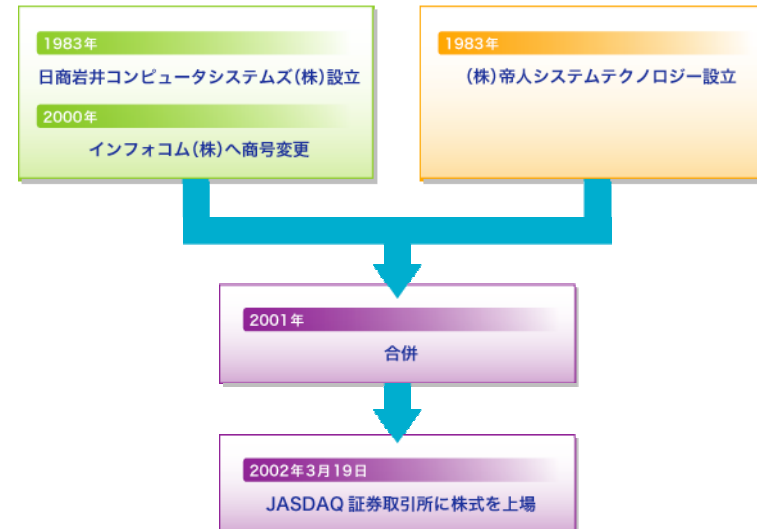 1983年
日商岩井コンピュータシステムズ(株)設立
2000年
インフォコム(株)へ商号変更
1983年
(株)帝人システムテクノロジー設立
2001年
合併
2002年3月19日
JASDAQ 証券取引所に株式を上場